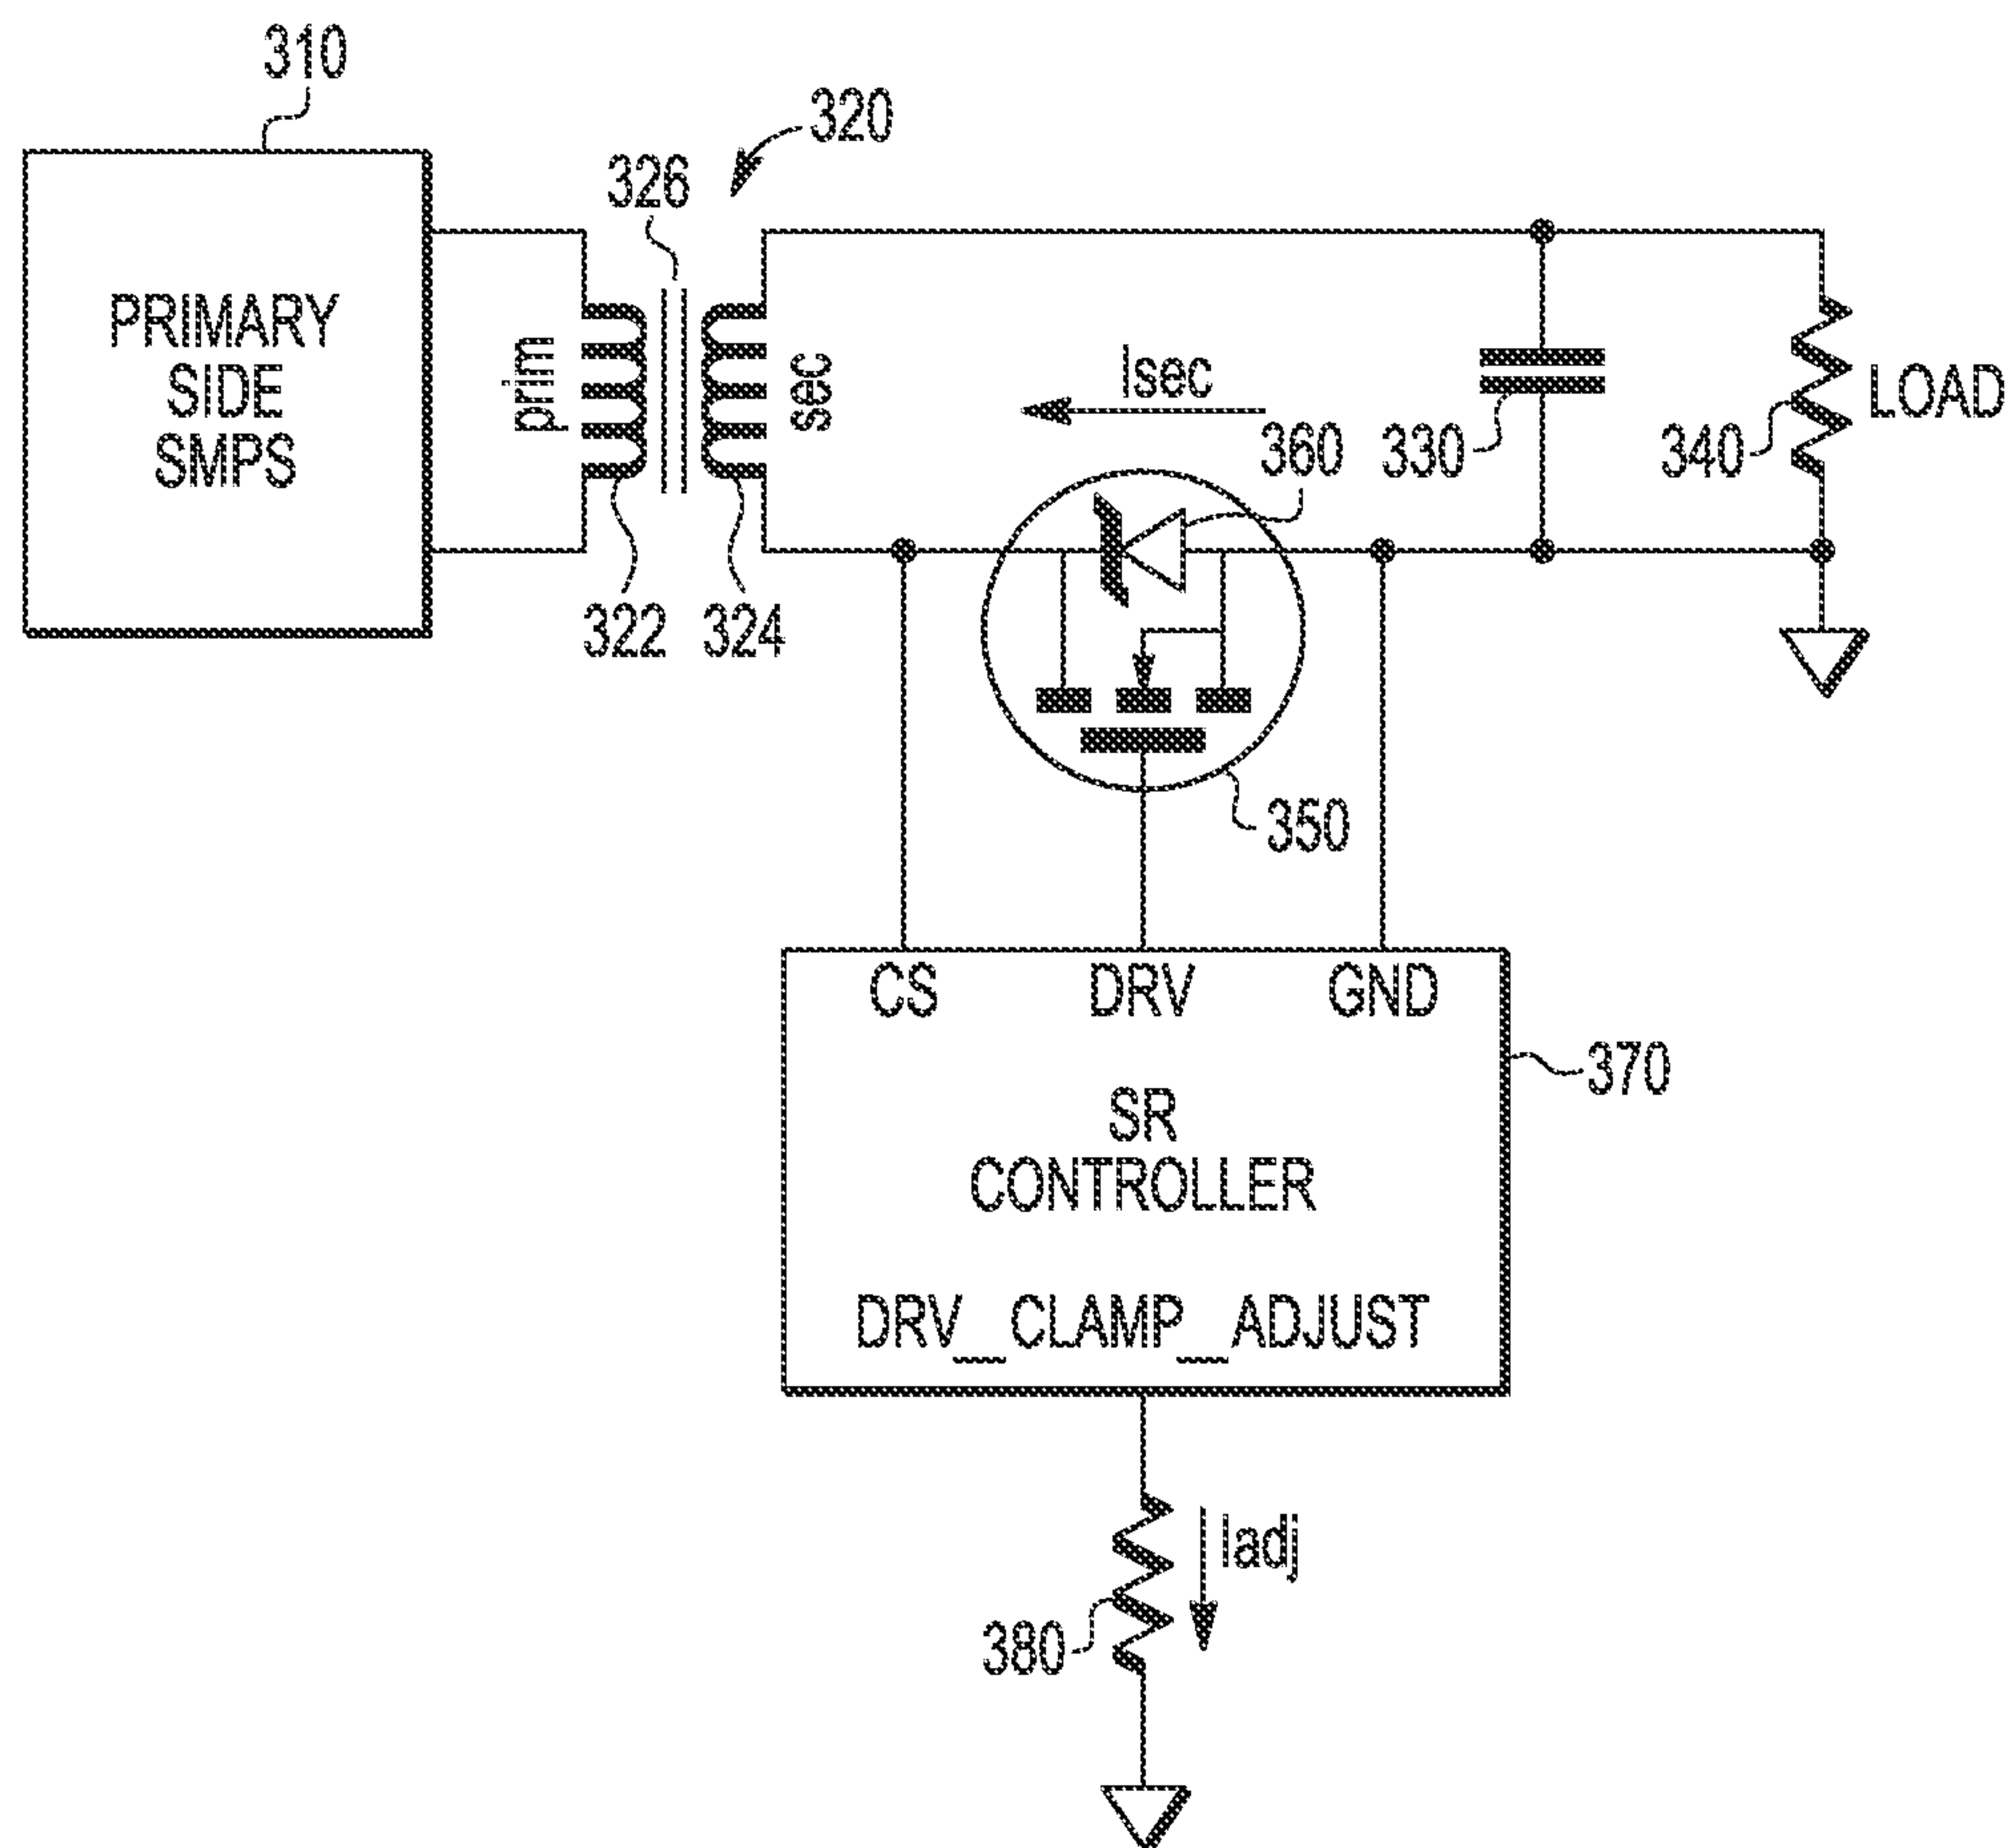 310
320
326
PRIMARY
SIDE
SMPS
prim
sec
Isec
360
330
340
LOAD
322
324
350
CS
DRV
GND
370
SR
CONTROLLER
DRV_CLAMP_ADJUST
Iadj
380